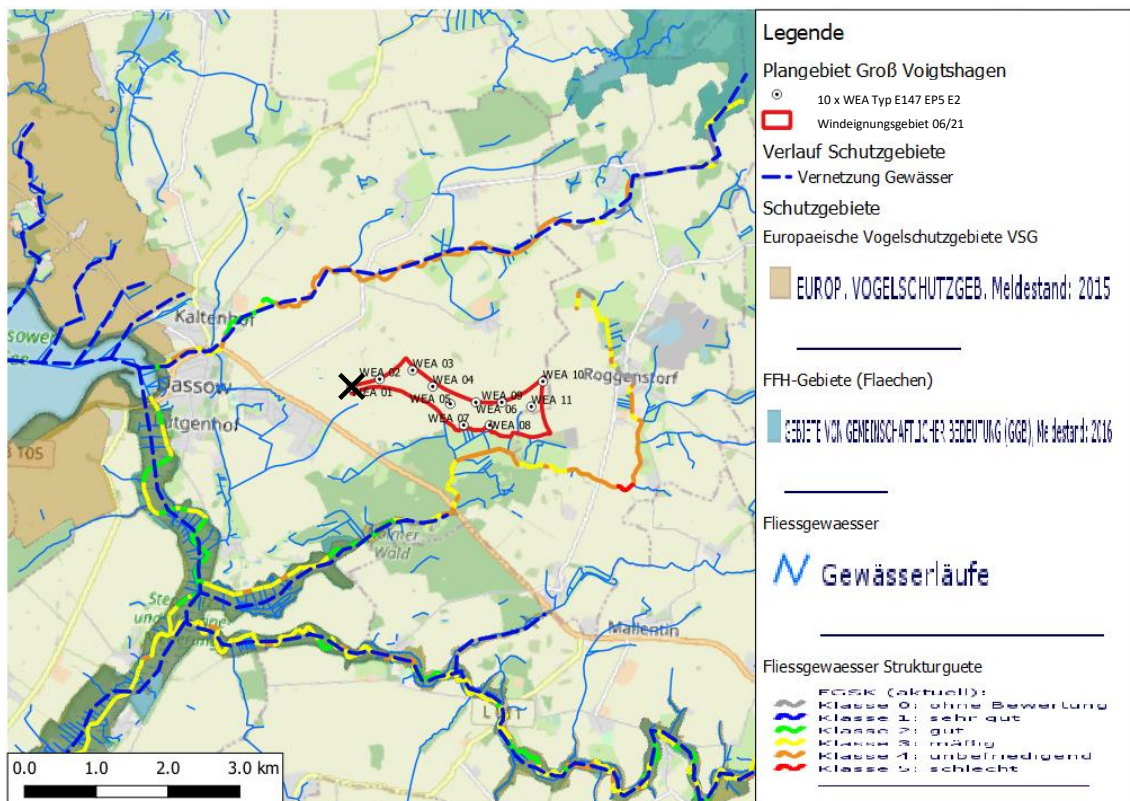 Legende
Plangebiet Groß Voigtshagen
10 x WEA Typ E147 EP5 E2
Windeignungsgebiet 06/21
Verlauf Schutzgebiete
Vernetzung Gewässer
Schutzgebiete
Europaeische Vogelschutzgebiete VSG
EUROP. VOGELSCHUTZGEB. Meldestand: 2015
FFH-Gebiete (Flaechen)
GEBIETE VON GEMEINSCHAFTLICHER BEDEUTUNG (GGB), Meldestand: 2016
Fliessgewaesser
Gewässerläufe
Fliessgewaesser Strukturguete
FGSK (aktuell):
Klasse 0: ohne Bewertung
Klasse 1: sehr gut
Klasse 2: gut
Klasse 3: mäßig
Klasse 4: unbefriedigend
Klasse 5: schlecht
Kaltenhof
sower
Dassow
utgenhof
B 105
WEA 01
WEA 02
WEA 03
WEA 04
WEA 05
WEA 06
WEA 07
WEA 08
WEA 09
WEA 10
WEA 11
Roggenstorf
Wald
Mallentin
0.0 1.0 2.0 3.0 km